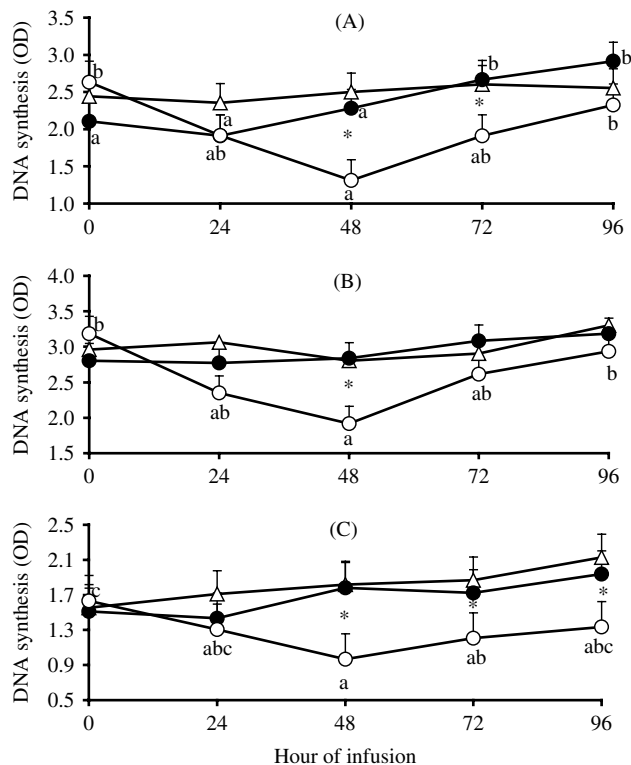 (A)
DNA synthesis (OD)
3.5
3.0
2.5
2.0
1.5
1.0
b
a
a
ab
a
*
a
b
*
ab
b
b
0 24 48 72 96
(B)
DNA synthesis (OD)
4.0
3.5
3.0
2.5
2.0
1.5
b
ab
*
a
ab
b
0 24 48 72 96
(C)
DNA synthesis (OD)
2.5
2.1
1.7
1.3
0.9
0.5
c
abc
*
a
*
ab
*
abc
0 24 48 72 96
Hour of infusion